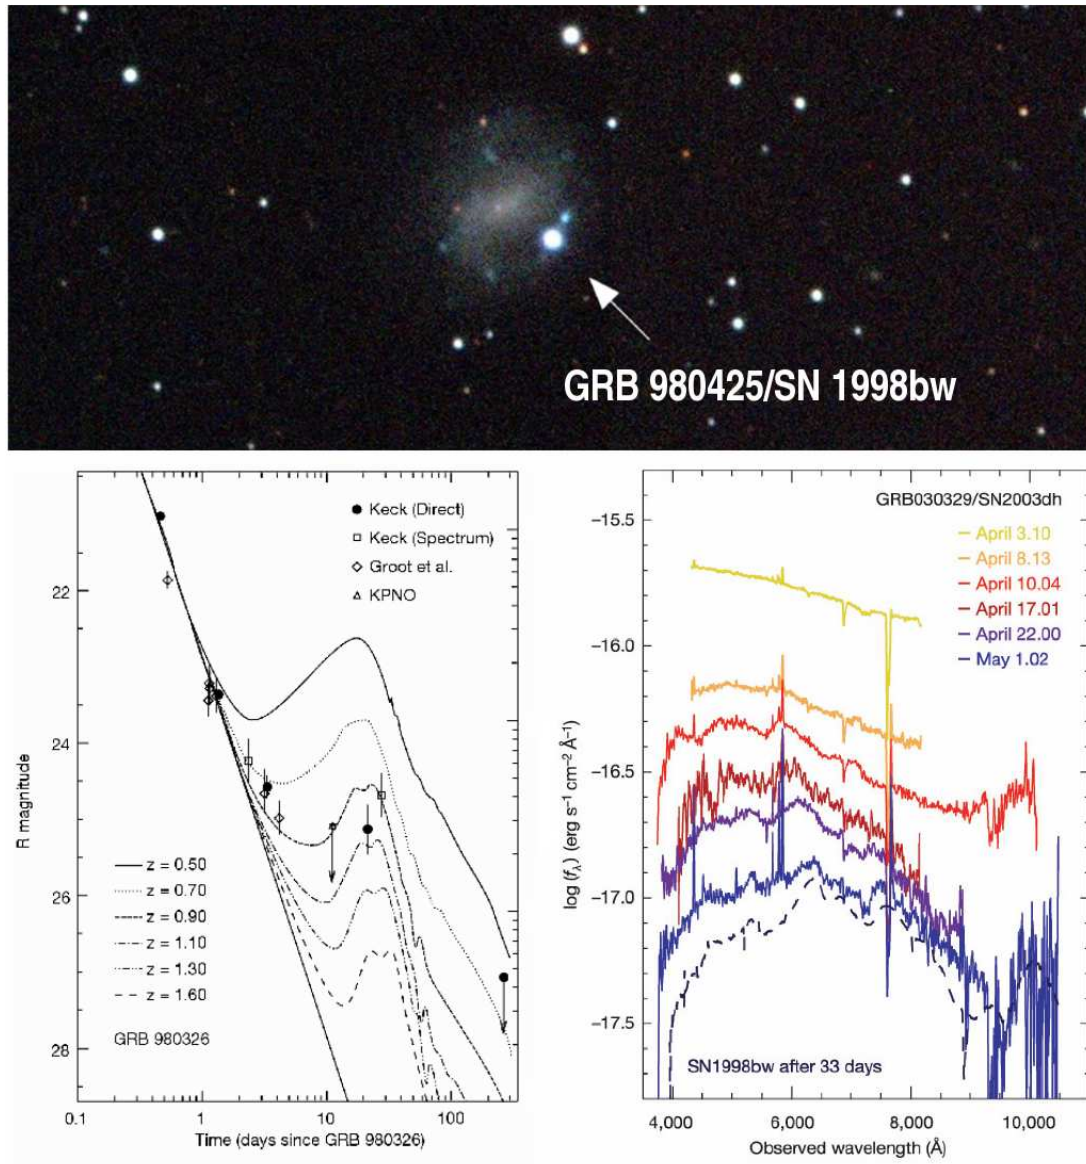 GRB 980425/SN 1998bw
22
24
26
28
R magnitude
Keck (Direct)
Keck (Spectrum)
Groot et al.
KPNO
z = 0.50
z = 0.70
z = 0.90
z = 1.10
z = 1.30
z = 1.60
GRB 980326
0.1
1
10
100
Time (days since GRB 980326)
GRB030329/SN2003dh
April 3.10
April 8.13
April 10.04
April 17.01
April 22.00
May 1.02
−15.5
−16.0
−16.5
−17.0
−17.5
log (fλ) (erg s⁻¹ cm⁻² Å⁻¹)
SN1998bw after 33 days
4,000
6,000
8,000
10,000
Observed wavelength (Å)